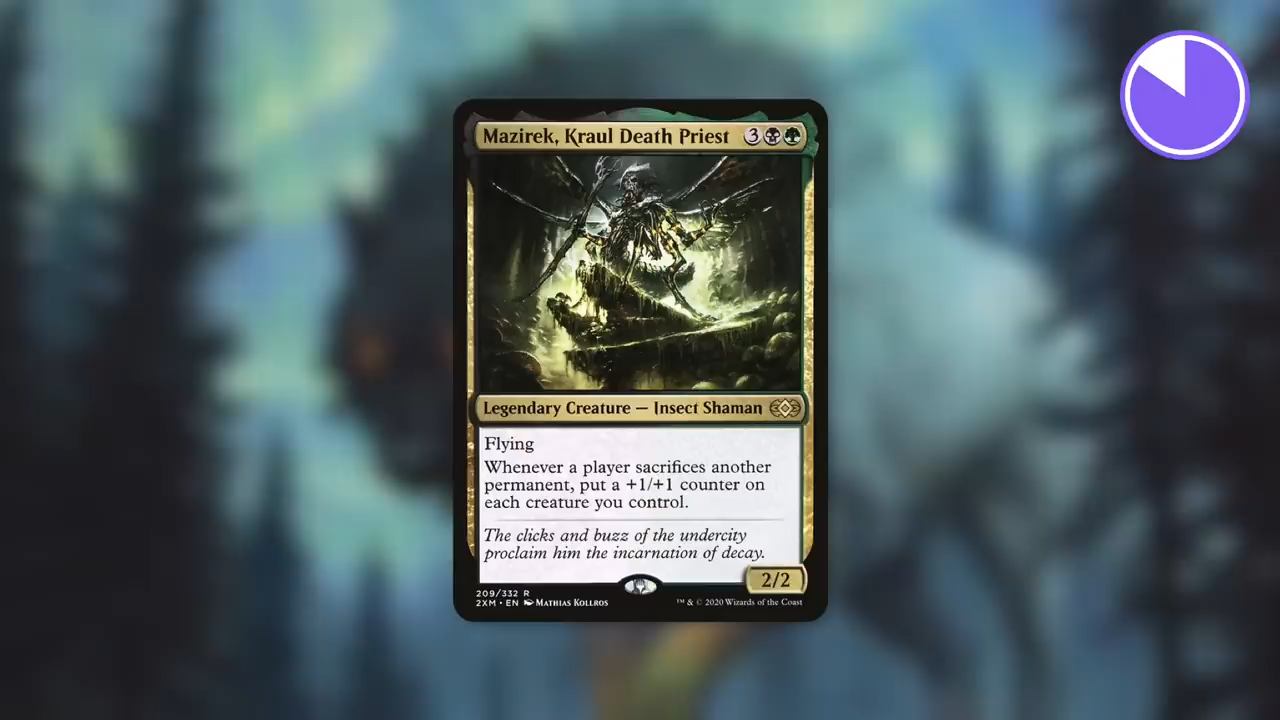 Mazirek, Kraul Death Priest 3
Legendary Creature — Insect Shaman
Flying
Whenever a player sacrifices another
permanent, put a +1/+1 counter on
each creature you control.
The clicks and buzz of the undercity
proclaim him the incarnation of decay.
2/2
209/332 R
2XM • EN Mathias Kollros
™ & © 2020 Wizards of the Coast